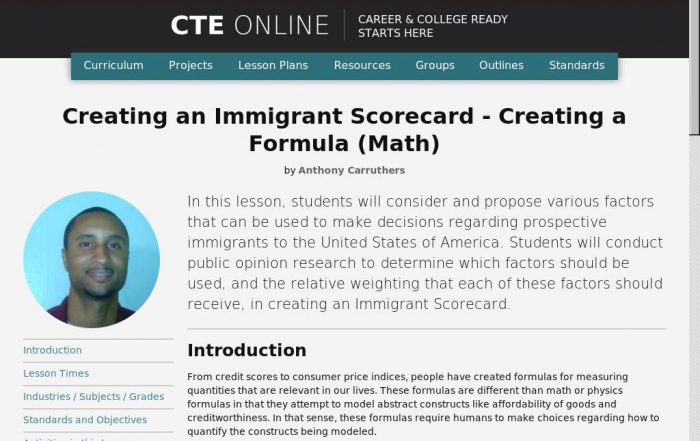 CTE ONLINE
CAREER & COLLEGE READY
STARTS HERE
Curriculum Projects Lesson Plans Resources Groups Outlines Standards
Creating an Immigrant Scorecard - Creating a
Formula (Math)
by Anthony Carruthers
In this lesson, students will consider and propose various factors
that can be used to make decisions regarding prospective
immigrants to the United States of America. Students will conduct
public opinion research to determine which factors should be
used, and the relative weighting that each of these factors should
receive, in creating an Immigrant Scorecard.
Introduction
Lesson Times
Industries / Subjects / Grades
Standards and Objectives
Introduction
From credit scores to consumer price indices, people have created formulas for measuring
quantities that are relevant in our lives. These formulas are different than math or physics
formulas in that they attempt to model abstract constructs like affordability of goods and
creditworthiness. In that sense, these formulas require humans to make choices regarding how to
quantify the constructs being modeled.